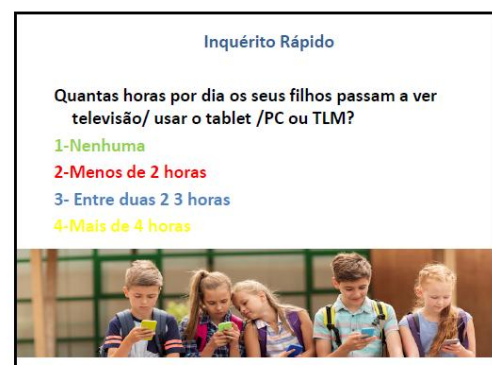 Inquérito Rápido
Quantas horas por dia os seus filhos passam a ver
televisão/ usar o tablet /PC ou TLM?
1-Nenhuma
2-Menos de 2 horas
3- Entre duas 2 3 horas
4-Mais de 4 horas